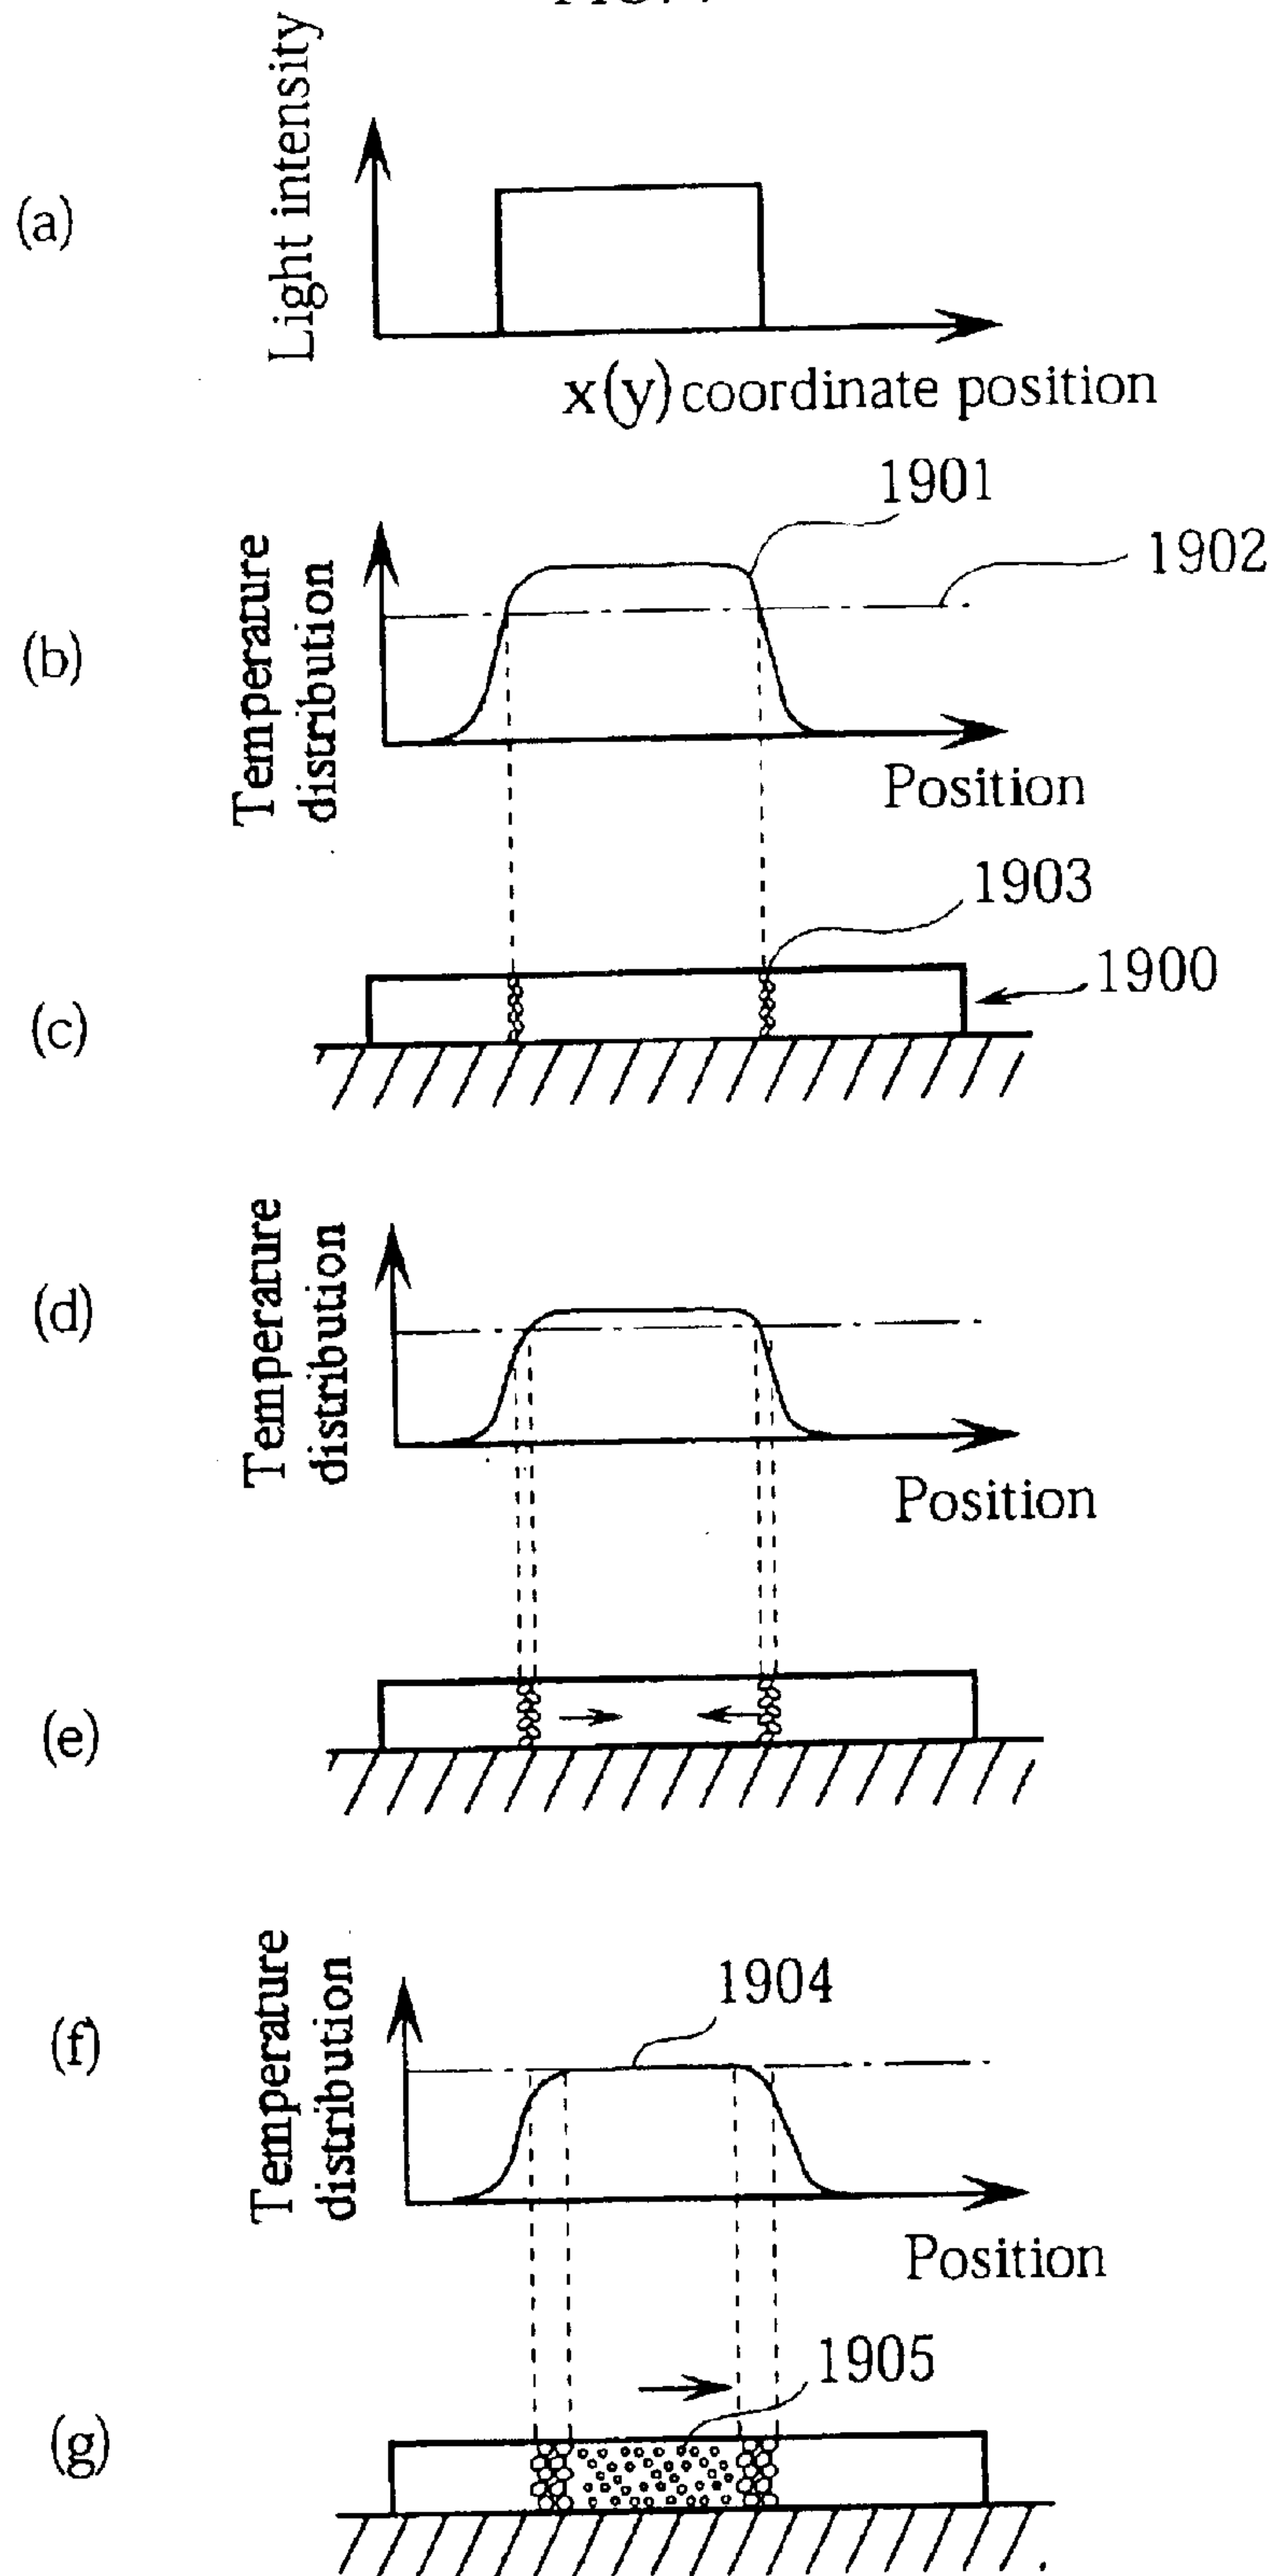 (a)
Light intensity
x(y) coordinate position
1901
1902
(b)
Temperature
distribution
Position
1903
1900
(c)
(d)
Temperature
distribution
Position
(e)
(f)
Temperature
distribution
1904
Position
1905
(g)